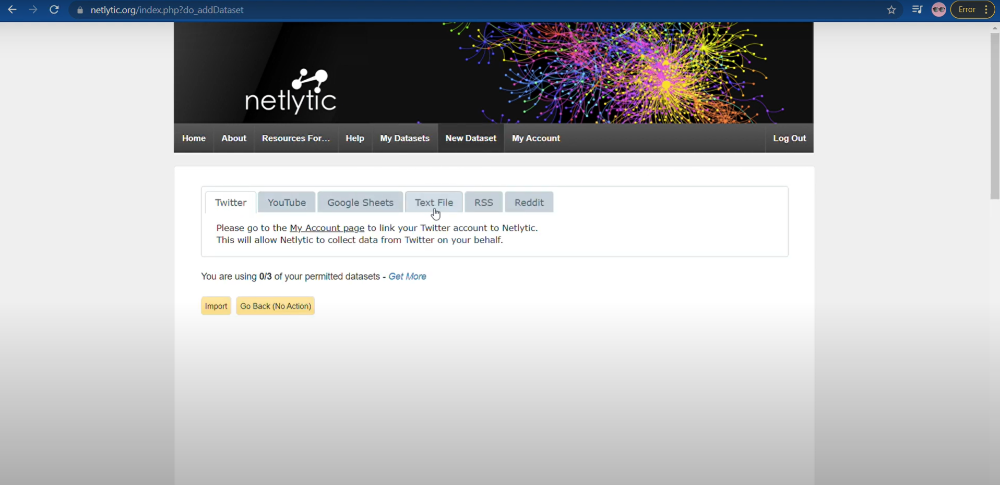 netlytic.org/index.php?do_addDataset
Error
netlytic
Home About Resources For... Help My Datasets New Dataset My Account Log Out
Twitter YouTube Google Sheets Text File RSS Reddit
Please go to the My Account page to link your Twitter account to Netlytic.
This will allow Netlytic to collect data from Twitter on your behalf.
You are using 0/3 of your permitted datasets - Get More
Import Go Back (No Action)